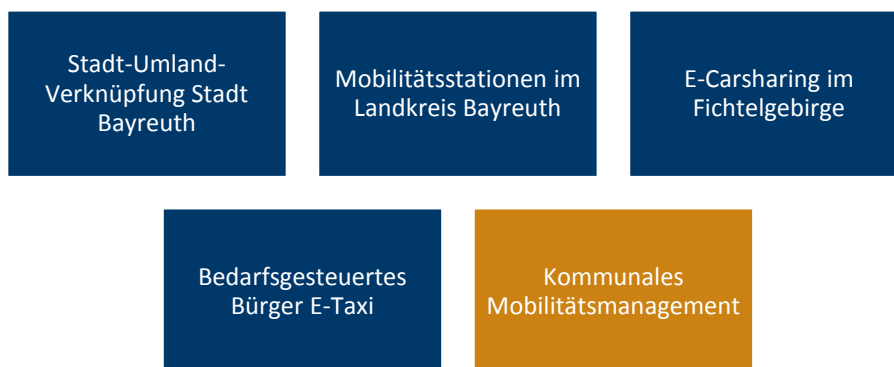 Stadt-Umland-
Verknüpfung Stadt
Bayreuth
Mobilitätsstationen im
Landkreis Bayreuth
E-Carsharing im
Fichtelgebirge
Bedarfsgesteuertes
Bürger E-Taxi
Kommunales
Mobilitätsmanagement